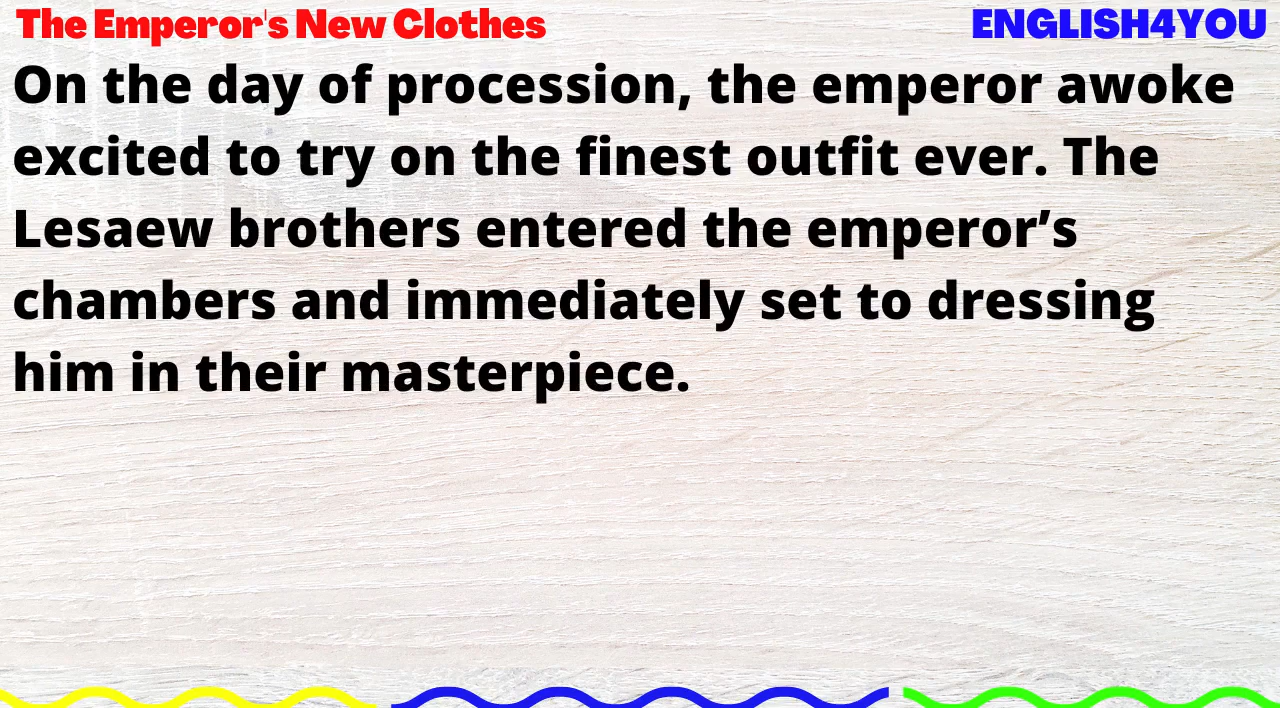 The Emperor's New Clothes
ENGLISH4YOU
On the day of procession, the emperor awoke
excited to try on the finest outfit ever. The
Lesaew brothers entered the emperor’s
chambers and immediately set to dressing
him in their masterpiece.